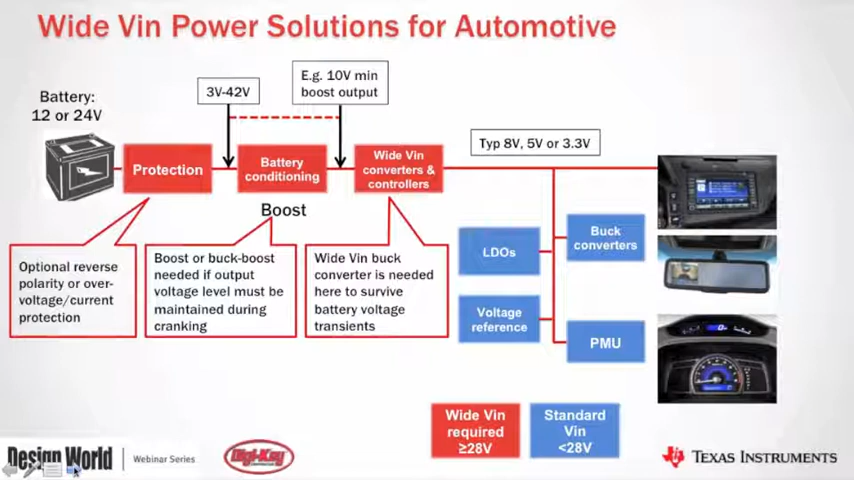 Wide Vin Power Solutions for Automotive
Battery:
12 or 24V
3V-42V
E.g. 10V min
boost output
Typ 8V, 5V or 3.3V
Protection
Battery
conditioning
Wide Vin
converters &
controllers
Boost
Optional reverse
polarity or over-
voltage/current
protection
Boost or buck-boost
needed if output
voltage level must be
maintained during
cranking
Wide Vin buck
converter is needed
here to survive
battery voltage
transients
LDOs
Buck
converters
Voltage
reference
PMU
Wide Vin
required
≥28V
Standard
Vin
<28V
Design World
Webinar Series
Digi-Key
TEXAS INSTRUMENTS